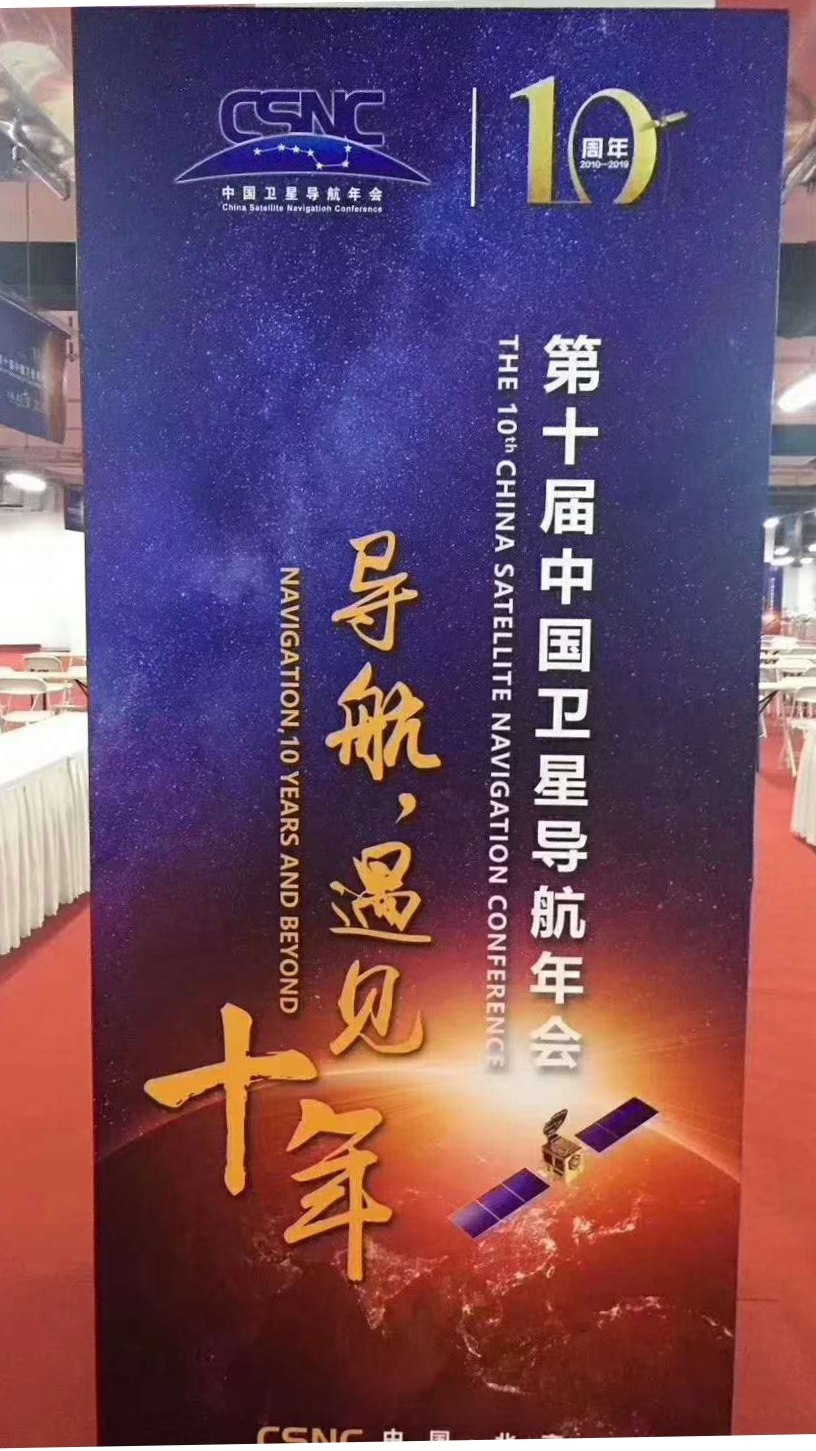 CSNC
中国卫星导航年会
China Satellite Navigation Conference
10
周年
2010—2019
第十届中国卫星导航年会
THE 10th CHINA SATELLITE NAVIGATION CONFERENCE
导航,遇见
十年
NAVIGATION,10 YEARS AND BEYOND
CSNC 中国 北京